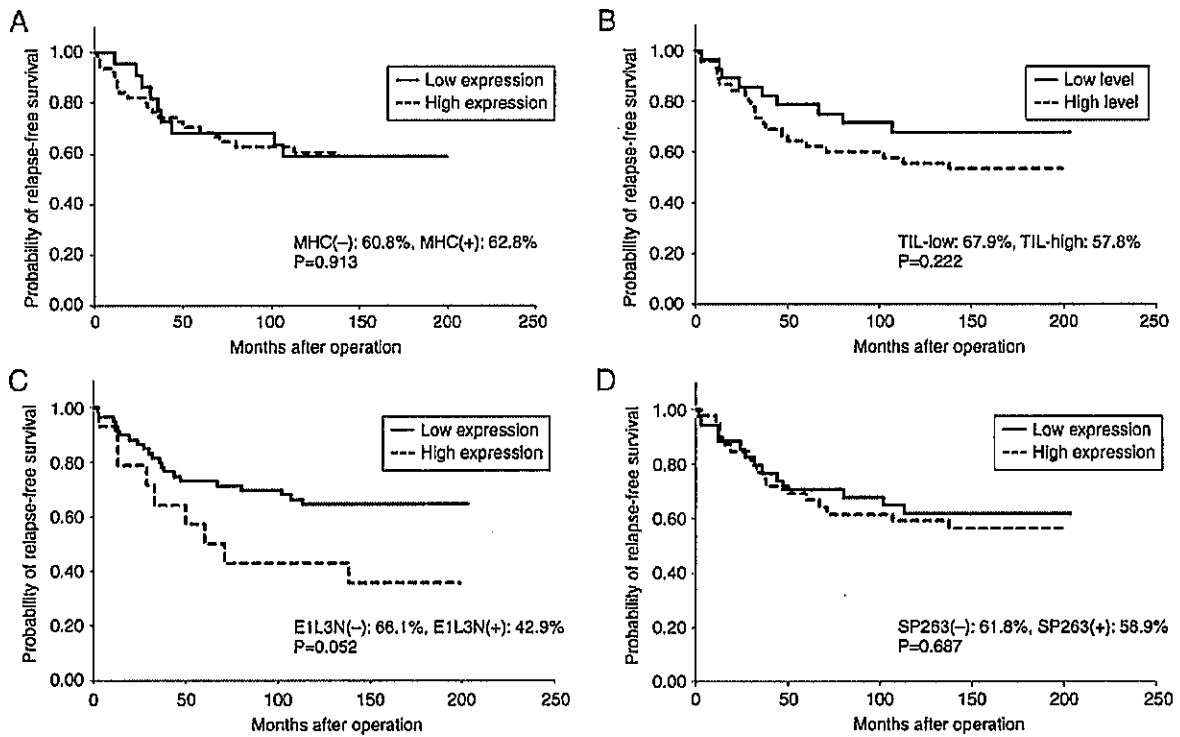 A
Probability of relapse-free survival
1.00
0.80
0.60
0.40
0.20
0.00
Low expression
High expression
MHC(–): 60.8%, MHC(+): 62.8%
P=0.913
0 50 100 150 200 250
Months after operation
B
Probability of relapse-free survival
1.00
0.80
0.60
0.40
0.20
0.00
Low level
High level
TIL-low: 67.9%, TIL-high: 57.8%
P=0.222
0 50 100 150 200 250
Months after operation
C
Probability of relapse-free survival
1.00
0.80
0.60
0.40
0.20
0.00
Low expression
High expression
E1L3N(–): 66.1%, E1L3N(+): 42.9%
P=0.052
0 50 100 150 200 250
Months after operation
D
Probability of relapse-free survival
1.00
0.80
0.60
0.40
0.20
0.00
Low expression
High expression
SP263(–): 61.8%, SP263(+): 58.9%
P=0.687
0 50 100 150 200 250
Months after operation